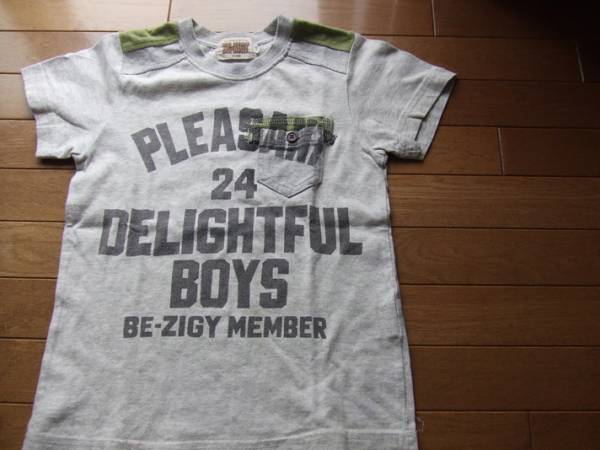 PLEASANT
24
DELIGHTFUL
BOYS
BE-ZIGY MEMBER